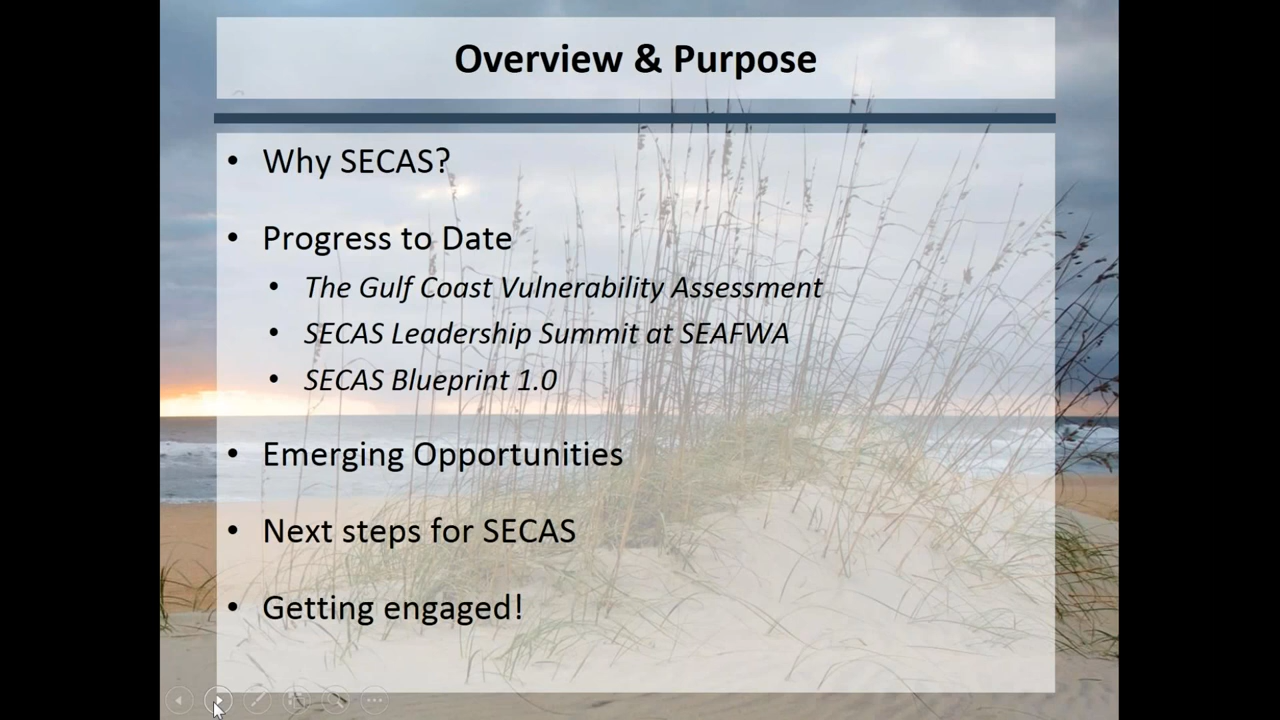 Overview & Purpose
• Why SECAS?
• Progress to Date
• The Gulf Coast Vulnerability Assessment
• SECAS Leadership Summit at SEAFWA
• SECAS Blueprint 1.0
• Emerging Opportunities
• Next steps for SECAS
• Getting engaged!